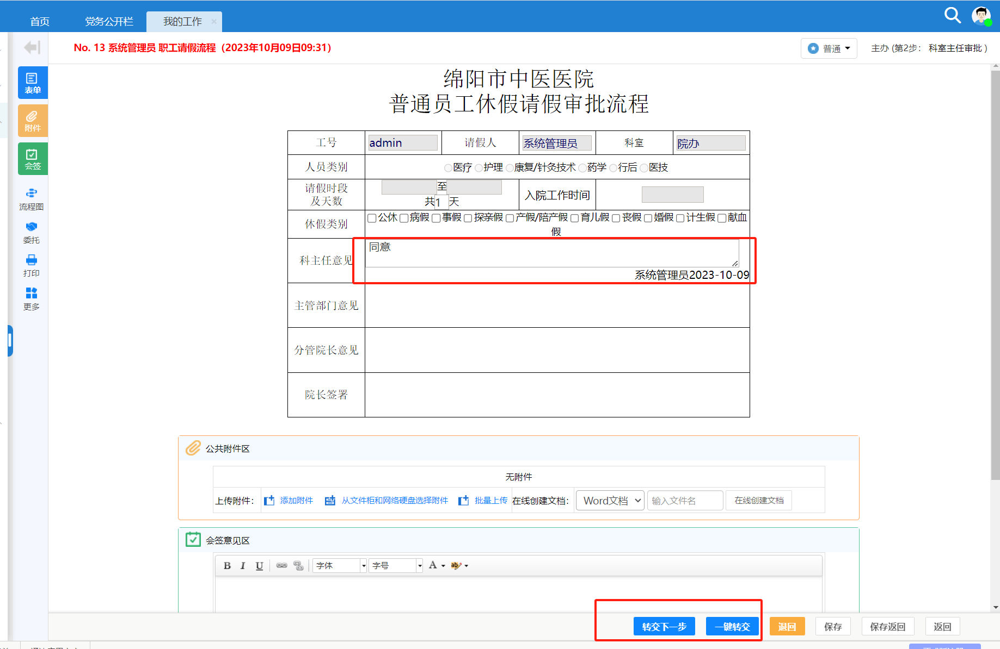 首页 党务公开栏 我的工作 ×
No. 13 系统管理员 职工请假流程（2023年10月09日09:31） 普通 主办 (第2步： 科室主任审批 )
表单
附件
会签
流程图
委托
打印
更多
绵阳市中医医院
普通员工休假请假审批流程
工号 admin 请假人 系统管理员 科室 院办
人员类别 医疗 护理 康复/针灸技术 药学 行后 医技
请假时段
及天数 至
共1 天 入院工作时间
休假类别 公休 病假 事假 探亲假 产假/陪产假 育儿假 丧假 婚假 计生假 献血
假
科主任意见 同意
系统管理员2023-10-09
主管部门意见
分管院长意见
院长签署
公共附件区
无附件
上传附件： 添加附件 从文件柜和网络硬盘选择附件 批量上传 在线创建文档： Word文档 输入文件名 在线创建文档
会签意见区
B I U 字体 字号 A ab
转交下一步 一键转交 退回 保存 保存返回 返回